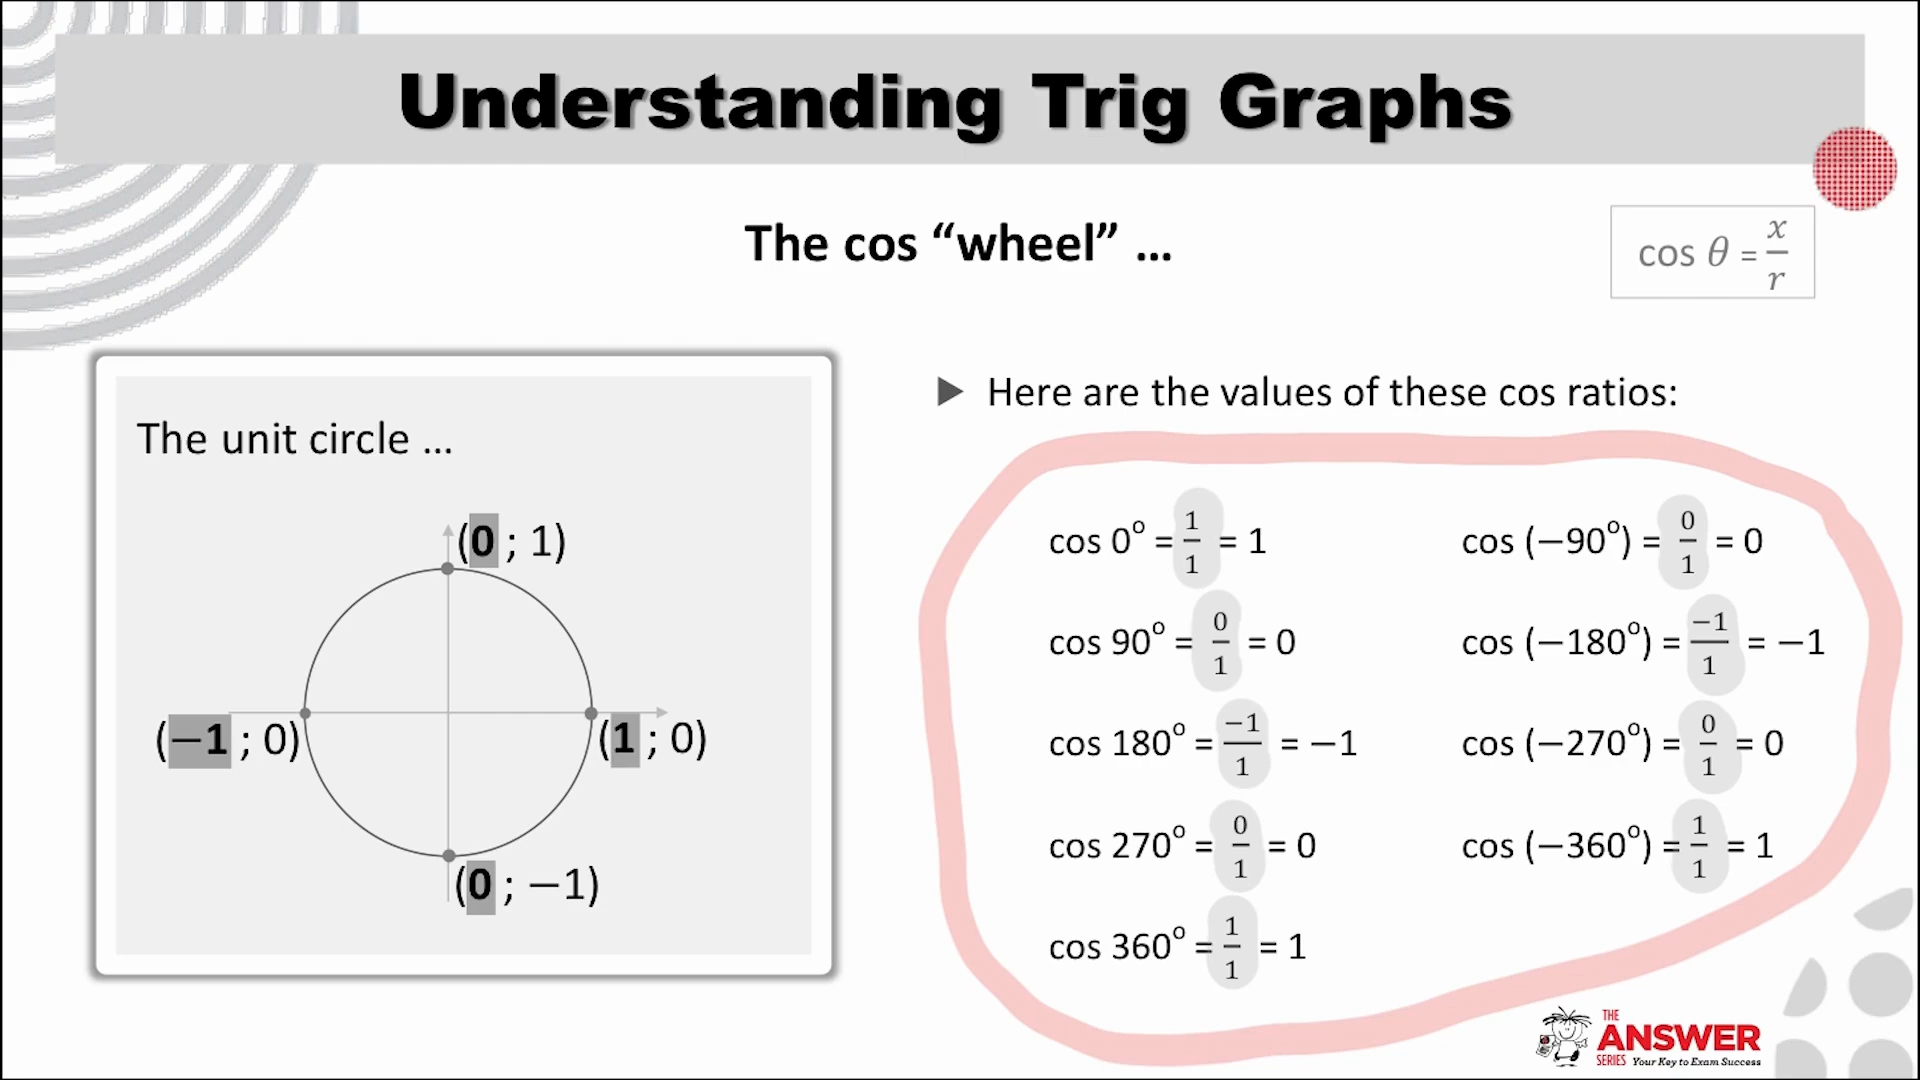 Understanding Trig Graphs
The cos “wheel” ...
cos θ = x/r
The unit circle ...
(0 ; 1)
(−1 ; 0)
(1 ; 0)
(0 ; −1)
Here are the values of these cos ratios:
cos 0° = 1/1 = 1
cos 90° = 0/1 = 0
cos 180° = −1/1 = −1
cos 270° = 0/1 = 0
cos 360° = 1/1 = 1
cos (−90°) = 0/1 = 0
cos (−180°) = −1/1 = −1
cos (−270°) = 0/1 = 0
cos (−360°) = 1/1 = 1
THE
ANSWER
SERIES Your Key to Exam Success